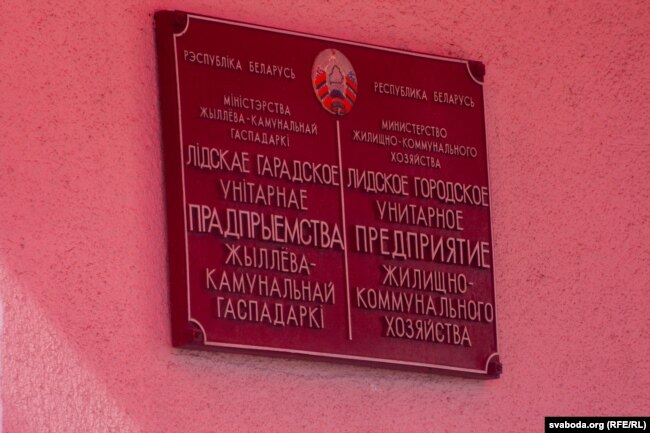 РЭСПУБЛІКА БЕЛАРУСЬ
МІНІСТЭРСТВА
ЖЫЛЛЁВА-КАМУНАЛЬНАЙ
ГАСПАДАРКІ
ЛІДСКАЕ ГАРАДСКОЕ
УНІТАРНАЕ
ПРАДПРЫЕМСТВА
ЖЫЛЛЁВА-
КАМУНАЛЬНАЙ
ГАСПАДАРКІ
РЕСПУБЛИКА БЕЛАРУСЬ
МИНИСТЕРСТВО
ЖИЛИЩНО-КОММУНАЛЬНОГО
ХОЗЯЙСТВА
ЛИДСКОЕ ГОРОДСКОЕ
УНИТАРНОЕ
ПРЕДПРИЯТИЕ
ЖИЛИЩНО-
КОММУНАЛЬНОГО
ХОЗЯЙСТВА
svaboda.org (RFE/RL)